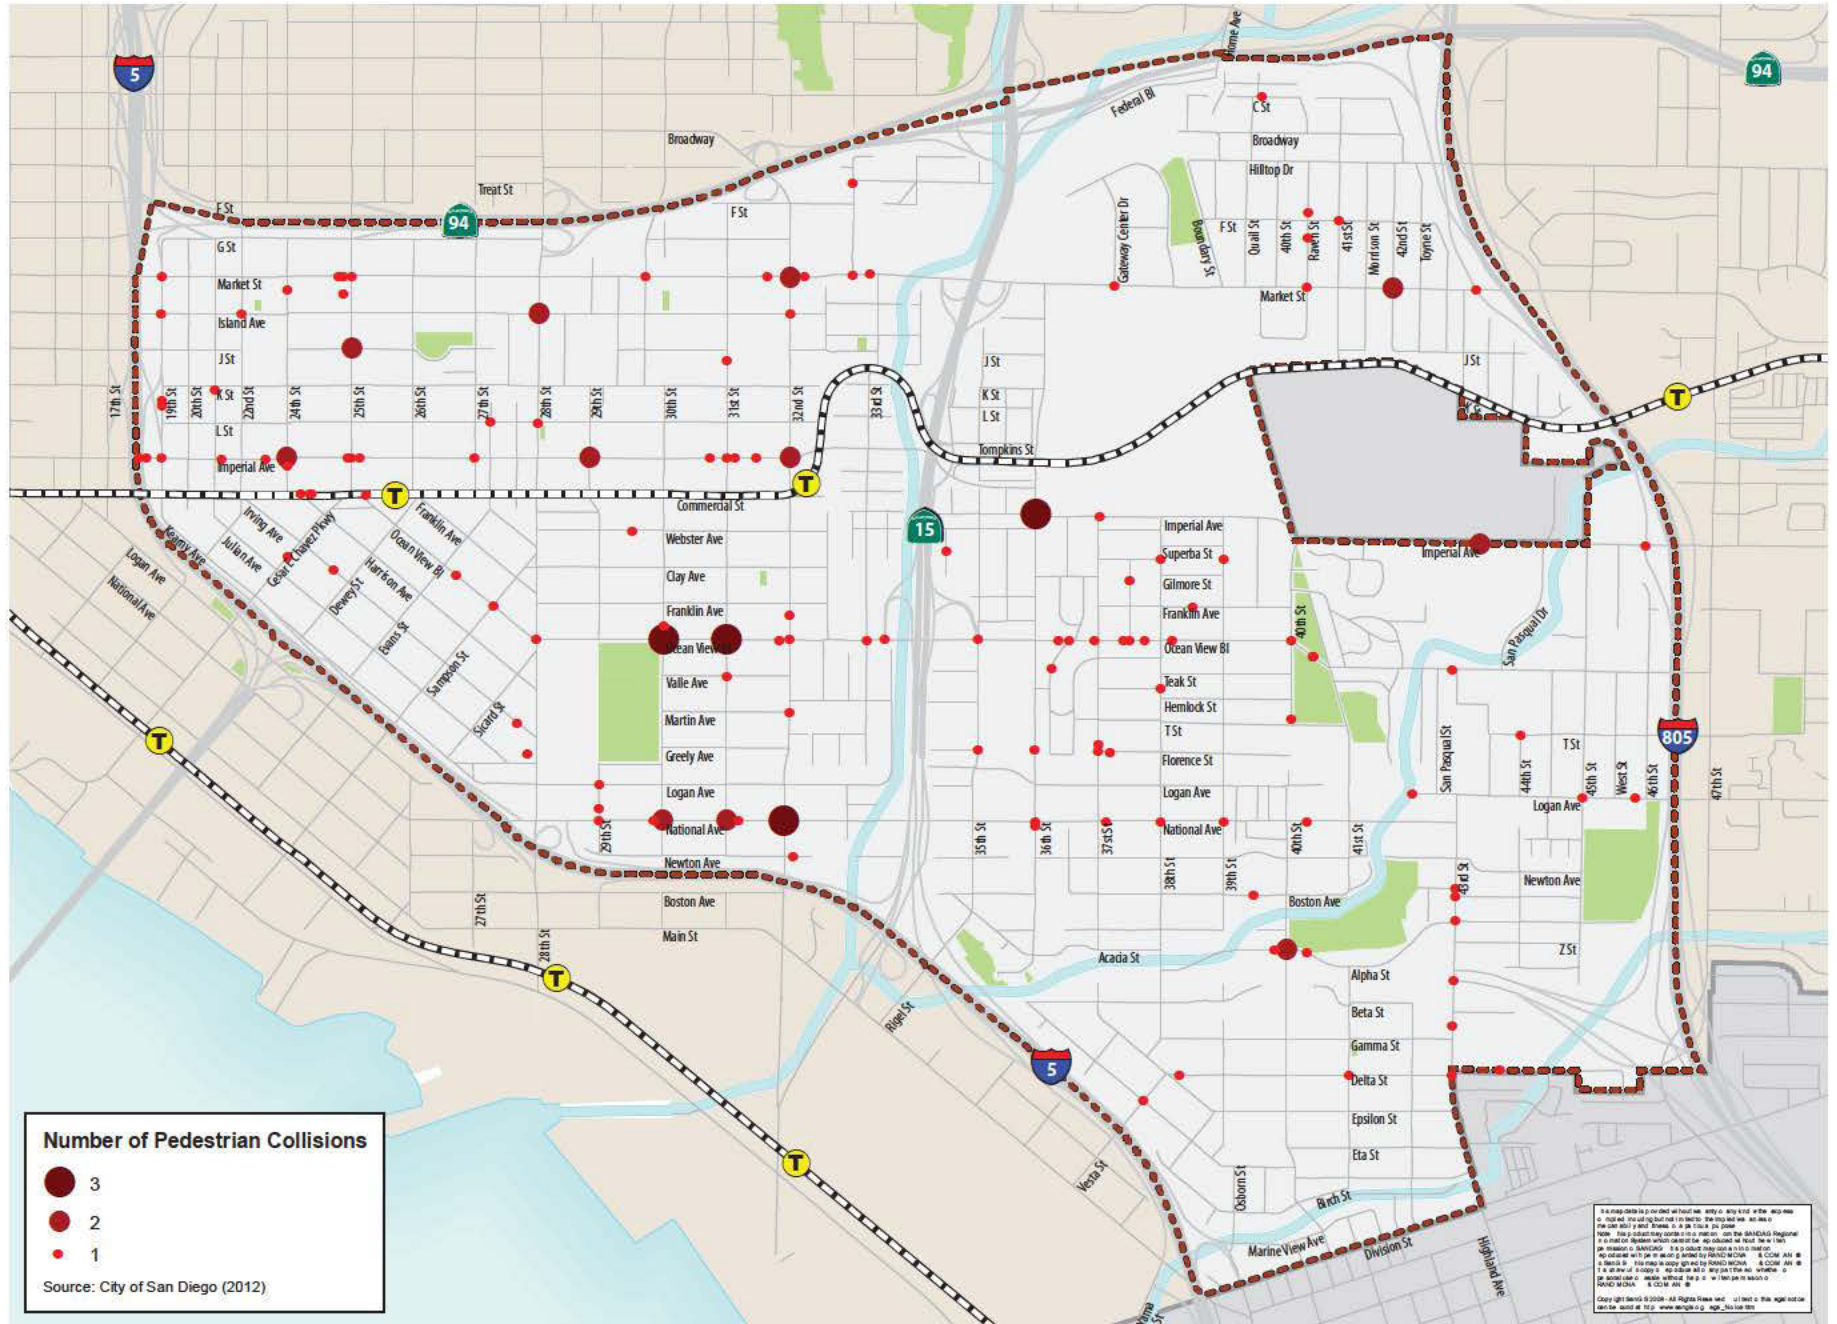 5
94
Home Ave
Federal Bl
C St
Broadway
Broadway
Hilltop Dr
Treat St
F St
F St
94
G St
F St
Quail St
40th St
Raven St
41st St
Morrison St
42nd St
Toyne St
Gateway Center Dr
Boundary St
Market St
Market St
Island Ave
J St
J St
J St
K St
K St
L St
L St
17th St
19th St
20th St
22nd St
24th St
25th St
26th St
27th St
28th St
29th St
30th St
31st St
32nd St
33rd St
T
Tompkins St
Imperial Ave
T
T
Commercial St
15
Imperial Ave
Imperial Ave
Webster Ave
Superba St
Clay Ave
Gilmore St
Franklin Ave
Franklin Ave
Ocean View Bl
Ocean View Bl
Valle Ave
Teak St
Martin Ave
Hemlock St
T St
T St
Greely Ave
Florence St
Logan Ave
Logan Ave
Logan Ave
National Ave
National Ave
Newton Ave
Newton Ave
Boston Ave
Boston Ave
Main St
Kearny Ave
Irving Ave
Julian Ave
Cesar E Chavez Pkwy
Franklin Ave
Ocean View Bl
Harrison Ave
Dewey St
Evans St
Sampson St
Sicard St
Logan Ave
National Ave
40th St
San Pasqual Dr
San Pasqual St
44th St
45th St
West St
46th St
47th St
805
T
29th St
35th St
36th St
37st St
38th St
39th St
40th St
41st St
43rd St
27th St
28th St
T
Acacia St
Z St
Alpha St
Beta St
Gamma St
Delta St
Epsilon St
Eta St
Rigel St
5
Vesta St
T
Osborn St
Birch St
Marine View Ave
Division St
Highland Ave
Number of Pedestrian Collisions
3
2
1
Source: City of San Diego (2012)